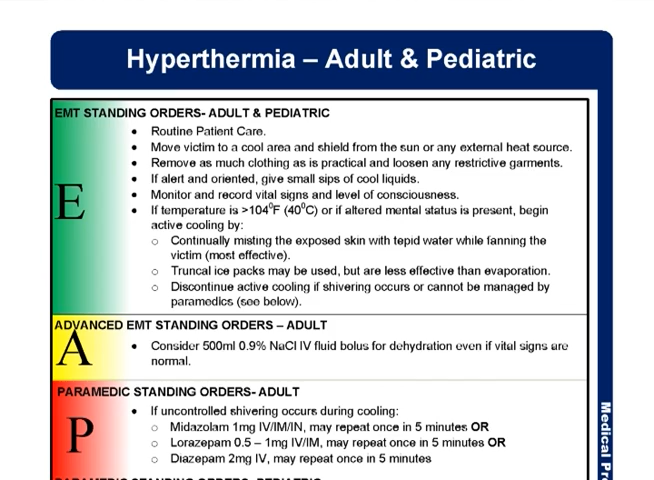 Hyperthermia – Adult & Pediatric
EMT STANDING ORDERS- ADULT & PEDIATRIC
E
• Routine Patient Care.
• Move victim to a cool area and shield from the sun or any external heat source.
• Remove as much clothing as is practical and loosen any restrictive garments.
• If alert and oriented, give small sips of cool liquids.
• Monitor and record vital signs and level of consciousness.
• If temperature is >104⁰F (40⁰C) or if altered mental status is present, begin
active cooling by:
o Continually misting the exposed skin with tepid water while fanning the
victim (most effective).
o Truncal ice packs may be used, but are less effective than evaporation.
o Discontinue active cooling if shivering occurs or cannot be managed by
paramedics (see below).
ADVANCED EMT STANDING ORDERS – ADULT
A
• Consider 500ml 0.9% NaCl IV fluid bolus for dehydration even if vital signs are
normal.
PARAMEDIC STANDING ORDERS- ADULT
P
• If uncontrolled shivering occurs during cooling:
o Midazolam 1mg IV/IM/IN, may repeat once in 5 minutes OR
o Lorazepam 0.5 – 1mg IV/IM, may repeat once in 5 minutes OR
o Diazepam 2mg IV, may repeat once in 5 minutes
PARAMEDIC STANDING ORDERS- PEDIATRIC
Medical Pr